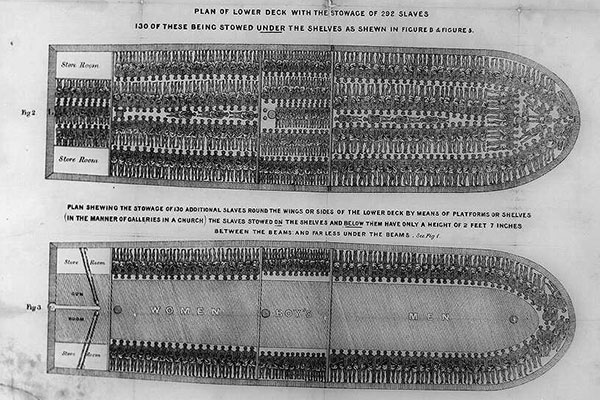 PLAN OF LOWER DECK WITH THE STOWAGE OF 292 SLAVES
130 OF THESE BEING STOWED UNDER THE SHELVES AS SHEWN IN FIGURE B & FIGURE 5.
Store Room
Fig 2
Store Room
PLAN SHEWING THE STOWAGE OF 130 ADDITIONAL SLAVES ROUND THE WINGS OR SIDES OF THE LOWER DECK BY MEANS OF PLATFORMS OR SHELVES
(IN THE MANNER OF GALLERIES IN A CHURCH) THE SLAVES STOWED ON THE SHELVES AND BELOW THEM HAVE ONLY A HEIGHT OF 2 FEET 7 INCHES
BETWEEN THE BEAMS: AND FAR LESS UNDER THE BEAMS. See Fig 1.
Store Room
GUN
Fig 3
WOMEN BOY'S MEN
ROOM
Store Room